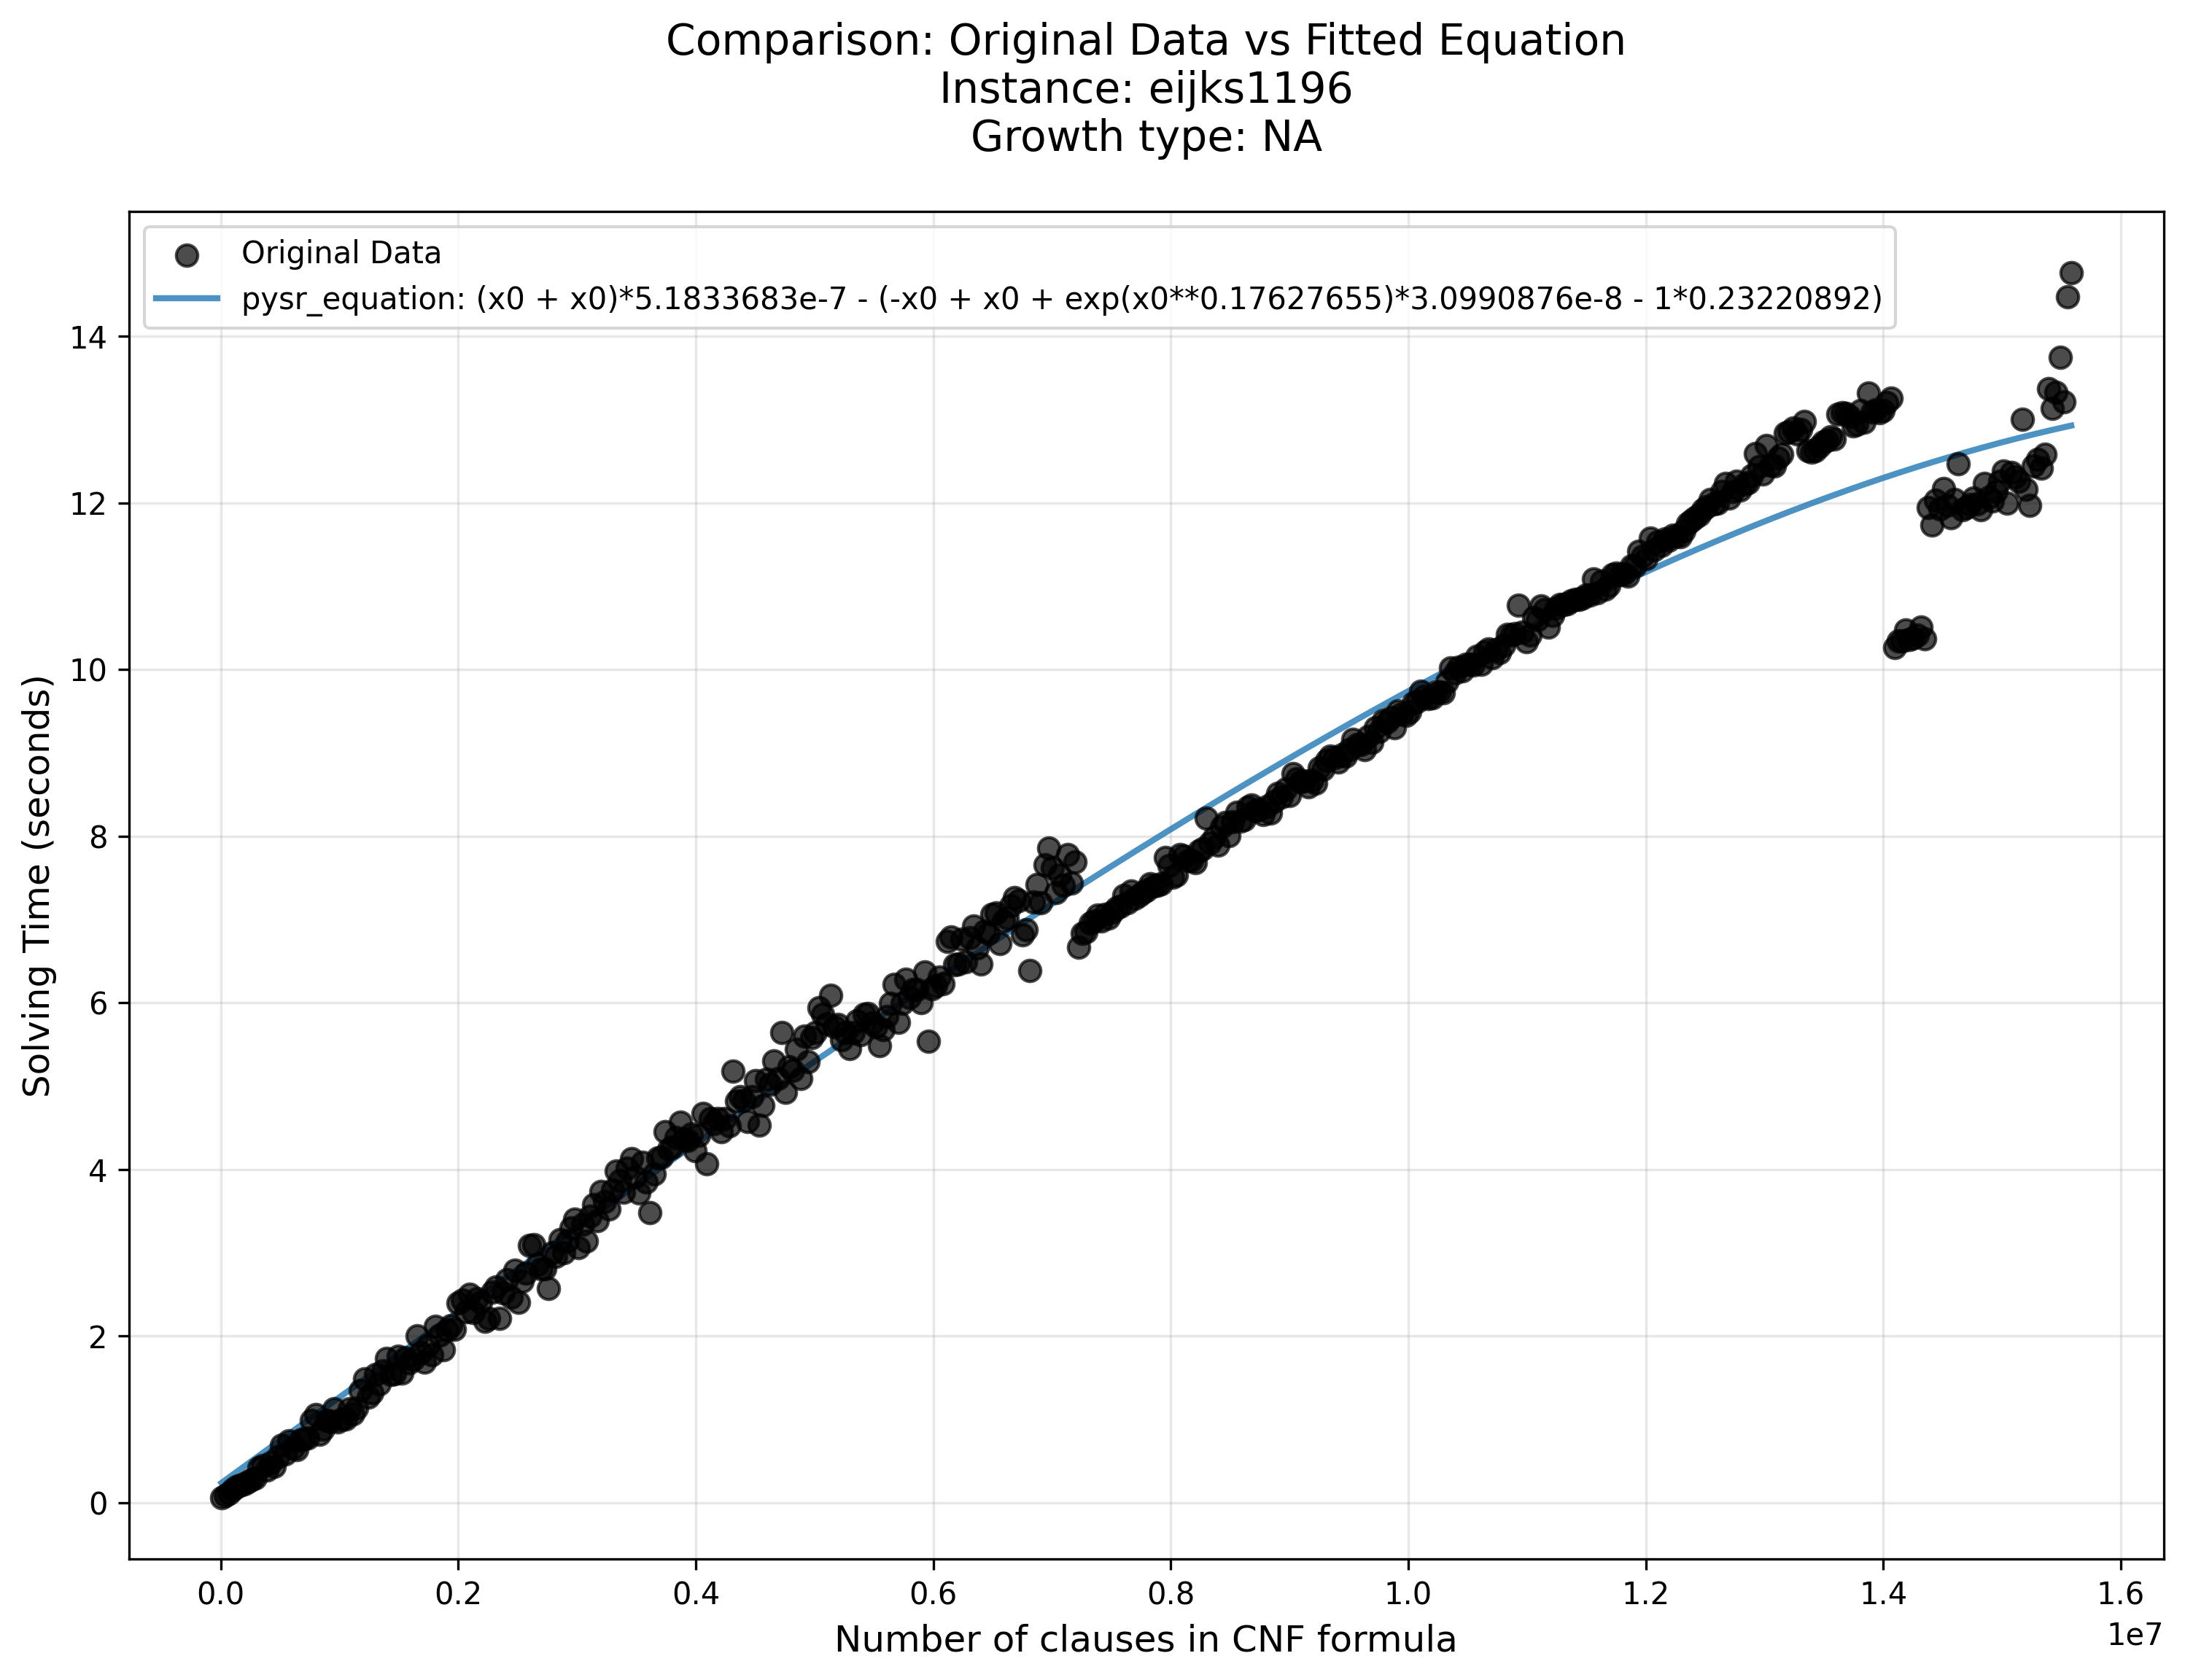 Comparison: Original Data vs Fitted Equation
Instance: eijks1196
Growth type: NA
Original Data
pysr_equation: (x0 + x0)*5.1833683e-7 - (-x0 + x0 + exp(x0**0.17627655)*3.0990876e-8 - 1*0.23220892)
14
12
10
8
6
4
2
0
Solving Time (seconds)
0.0 0.2 0.4 0.6 0.8 1.0 1.2 1.4 1.6
1e7
Number of clauses in CNF formula